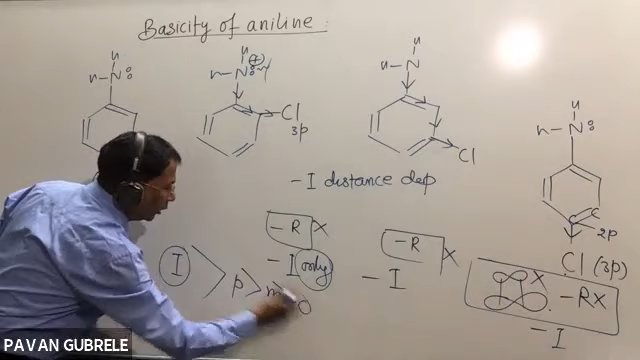 Basicity of aniline :
H
H – N
H
H – N H
Cl
3p
H
H – N
Cl
H
H – N
C
2p
Cl (3p)
– I distance dep
– R X
– I only
– R X
– I
X – R X
– I
I > p > m > o
PAVAN GUBRELE